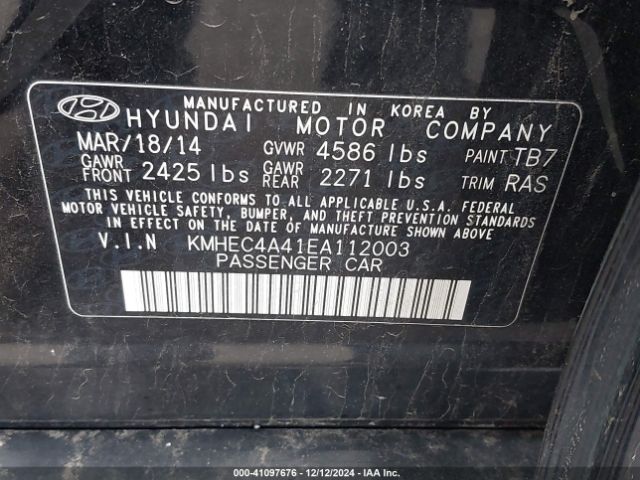 MANUFACTURED IN KOREA BY
HYUNDAI MOTOR COMPANY
MAR/18/14 GVWR 4586 lbs PAINT TB7
GAWR FRONT 2425 lbs GAWR REAR 2271 lbs TRIM RAS
THIS VEHICLE CONFORMS TO ALL APPLICABLE U.S.A. FEDERAL
MOTOR VEHICLE SAFETY, BUMPER, AND THEFT PREVENTION STANDARDS
IN EFFECT ON THE DATE OF MANUFACTURE SHOWN ABOVE.
V.I.N KMHEC4A41EA112003
PASSENGER CAR
000-41097676 • 12/12/2024 • IAA Inc.